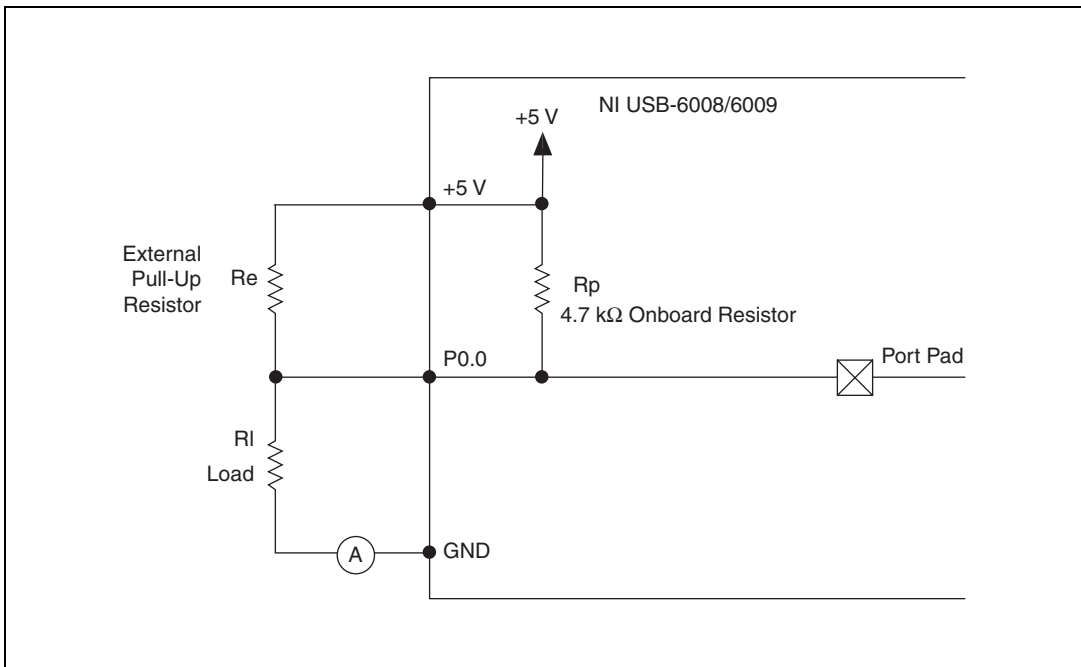 NI USB-6008/6009
+5 V
+5 V
External
Pull-Up
Resistor
Re
Rp
4.7 kΩ Onboard Resistor
P0.0
Port Pad
Rl
Load
A
GND